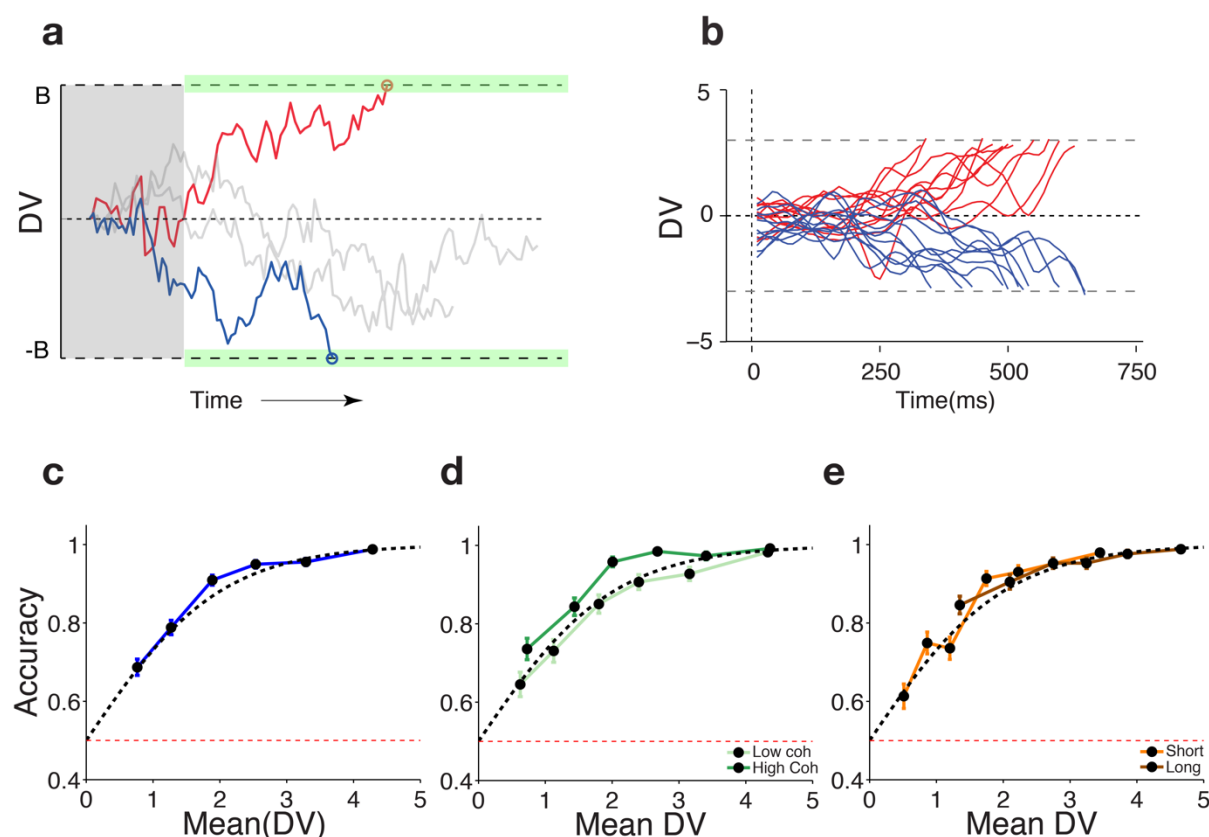 a
B
DV
-B
Time
b
5
DV
0
–5
0
250
500
750
Time(ms)
c
Accuracy
1
0.8
0.6
0.4
0
1
2
3
4
5
Mean(DV)
d
1
0.8
0.6
0.4
0
1
2
3
4
5
Low coh
High Coh
Mean DV
e
1
0.8
0.6
0.4
0
1
2
3
4
5
Short
Long
Mean DV